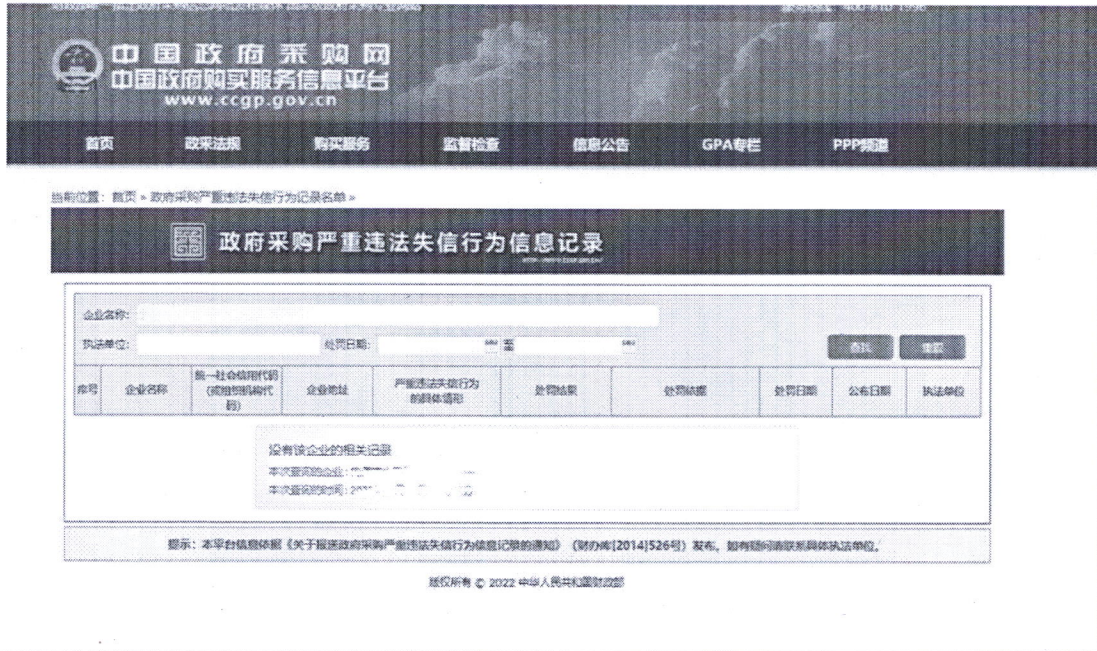 中国政府采购网
中国政府购买服务信息平台
www.ccgp.gov.cn
首页 政采法规 购买服务 监督检查 信息公告 GPA专栏 PPP频道
当前位置：首页 » 政府采购严重违法失信行为记录名单 »
政府采购严重违法失信行为信息记录
企业名称：
执法单位： 处罚日期： 至 查找 重置
序号 企业名称 统一社会信用代码（或组织机构代码） 企业地址 严重违法失信行为的具体情形 处罚结果 处罚依据 处罚日期 公布日期 执法单位
没有该企业的相关记录
本次查询的企业：
本次查询的时间：
提示：本平台信息依据《关于报送政府采购严重违法失信行为信息记录的通知》（财办库[2014]526号）发布。如有疑问请联系具体执法单位。
版权所有 © 2022 中华人民共和国财政部